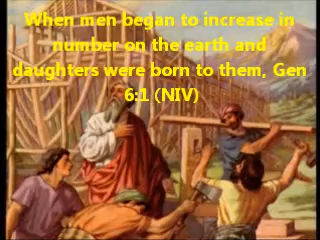 When men began to increase in
number on the earth and
daughters were born to them, Gen
6:1 (NIV)